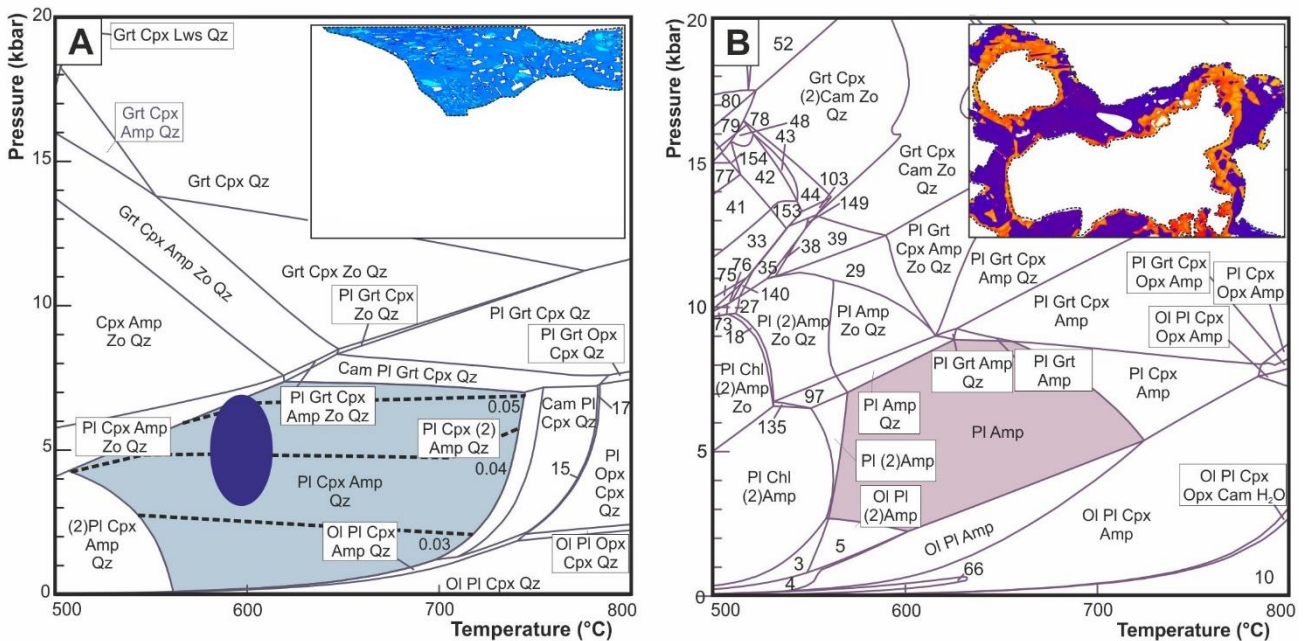 A
Pressure (kbar)
20
15
10
5
0
Grt Cpx Lws Qz
Grt Cpx
Amp Qz
Grt Cpx Qz
Grt Cpx Amp Zo Qz
Grt Cpx Zo Qz
Pl Grt Cpx
Zo Qz
Pl Grt Cpx Qz
Cpx Amp
Zo Qz
Pl Grt Opx
Cpx Qz
Cam Pl Grt Cpx Qz
Pl Grt Cpx
Amp Zo Qz
0.05
17
Cam Pl
Cpx Qz
Pl Cpx Amp
Zo Qz
Pl Cpx (2)
Amp Qz
0.04
15
Pl
Opx
Cpx
Qz
Pl Cpx Amp
Qz
(2)Pl Cpx
Amp
Qz
Ol Pl Cpx
Amp Qz
0.03
Ol Pl Opx
Cpx Qz
Ol Pl Cpx Qz
500
600
700
800
Temperature (°C)
B
Pressure (kbar)
20
15
10
5
0
52
Grt Cpx
(2)Cam Zo
Qz
80
79
78
48
43
154
77
42
103
44
149
41
153
Grt Cpx
Cam Zo
Qz
33
38
39
Pl Grt
Cpx Amp
Zo Qz
Pl Grt Cpx
Amp Qz
76
75
35
29
140
27
73
18
Pl (2)Amp
Zo Qz
Pl Amp
Zo Qz
Pl Grt Cpx
Amp
Pl Grt Cpx
Opx Amp
Pl Cpx
Opx Amp
Ol Pl Cpx
Opx Amp
Pl Chl
(2)Amp
Zo
97
135
Pl Grt Amp
Qz
Pl Grt
Amp
Pl Cpx
Amp
Pl Amp
Qz
Pl Amp
Pl (2)Amp
Pl Chl
(2)Amp
Ol Pl
(2)Amp
Ol Pl Cpx
Opx Cam H₂O
5
Ol Pl Amp
Ol Pl Cpx
Amp
3
4
66
10
500
600
700
800
Temperature (°C)